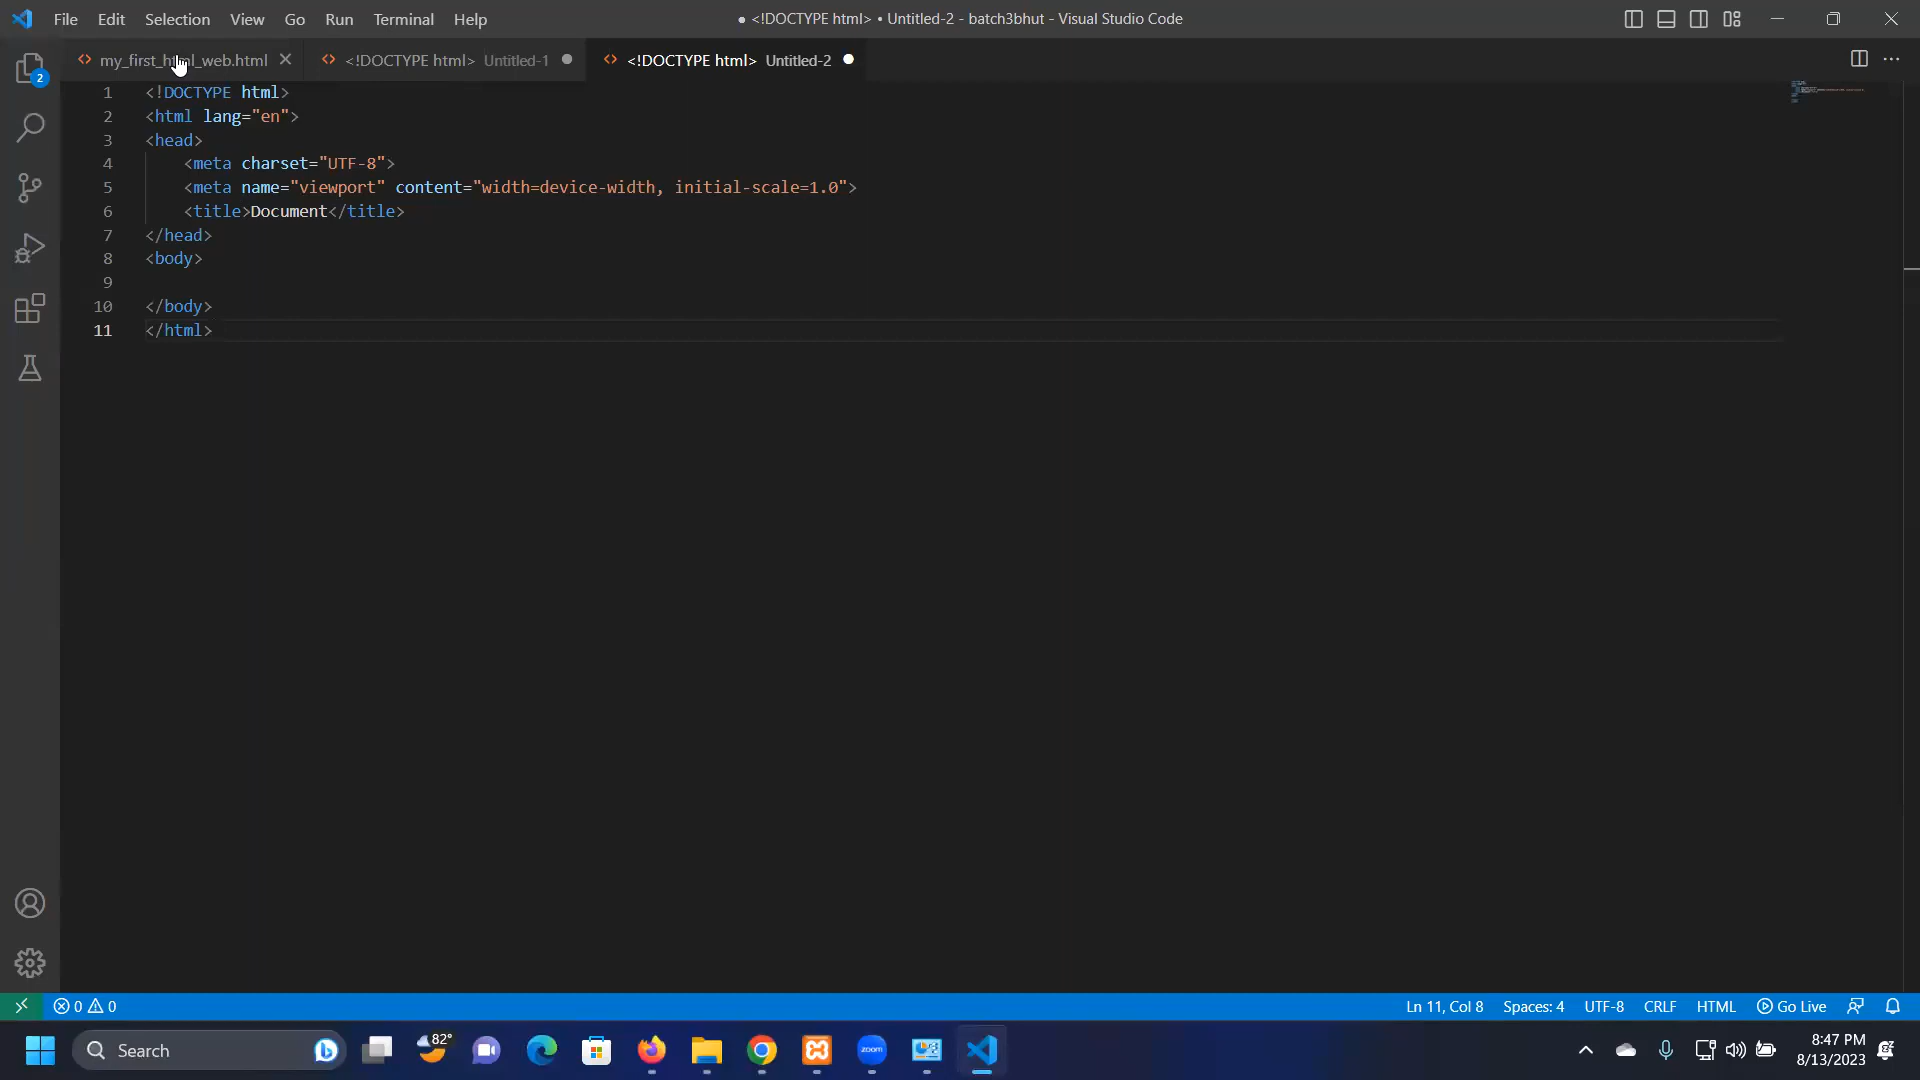 File Edit Selection View Go Run Terminal Help
● <!DOCTYPE html> • Untitled-2 - batch3bhut - Visual Studio Code
2
my_first_html_web.html
<!DOCTYPE html> Untitled-1
<!DOCTYPE html> Untitled-2
1 <!DOCTYPE html>
2 <html lang="en">
3 <head>
4 <meta charset="UTF-8">
5 <meta name="viewport" content="width=device-width, initial-scale=1.0">
6 <title>Document</title>
7 </head>
8 <body>
9
10 </body>
11 </html>
0 0
Ln 11, Col 8 Spaces: 4 UTF-8 CRLF HTML Go Live
Search
82°
zoom
8:47 PM
8/13/2023